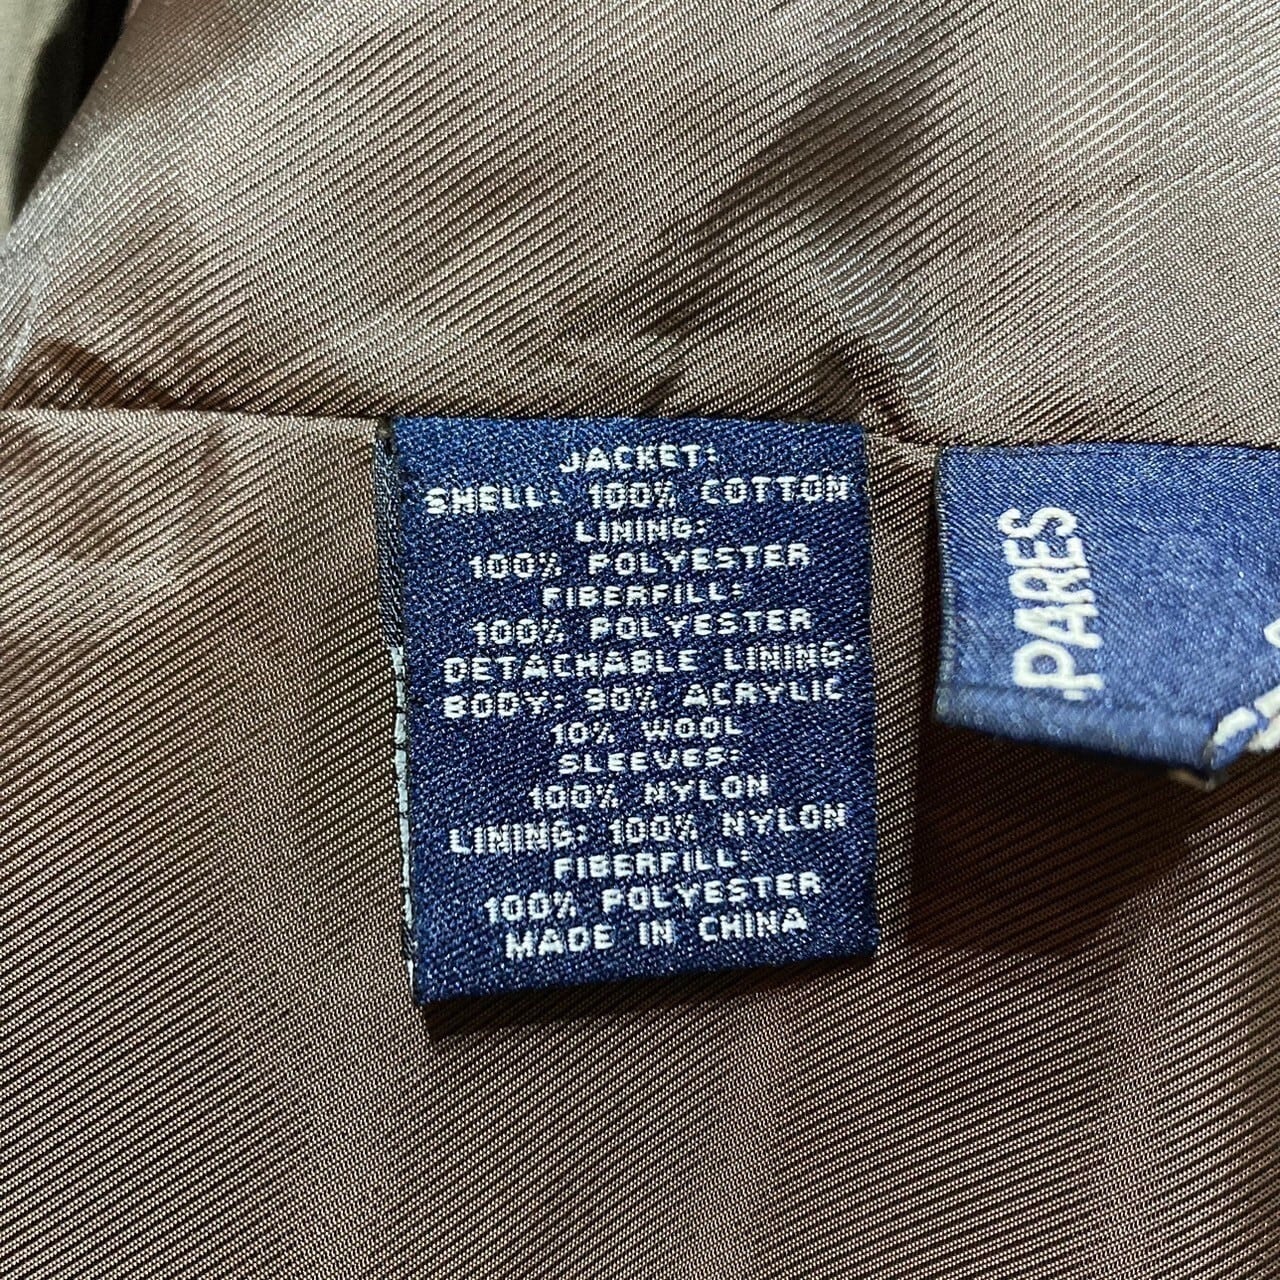 JACKET:
SHELL: 100% COTTON
LINING:
100% POLYESTER
FIBERFILL:
100% POLYESTER
DETACHABLE LINING:
BODY: 90% ACRYLIC
10% WOOL
SLEEVES:
100% NYLON
LINING: 100% NYLON
FIBERFILL:
100% POLYESTER
MADE IN CHINA
PARES